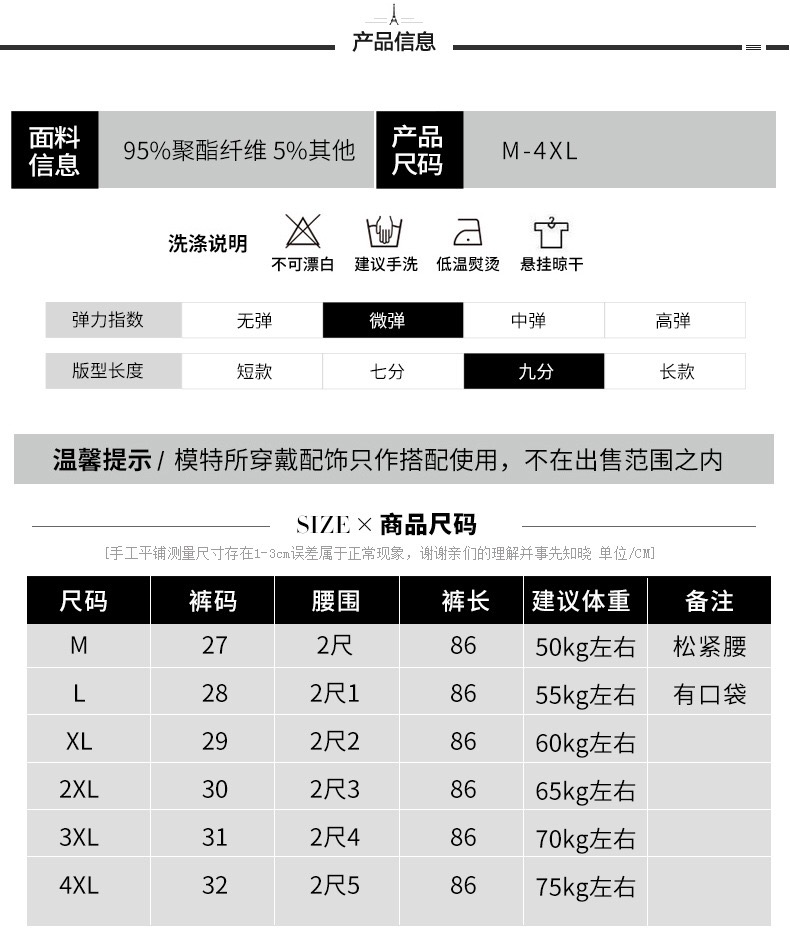 产品信息
面料信息 95%聚酯纤维 5%其他 产品尺码 M-4XL
洗涤说明 不可漂白 建议手洗 低温熨烫 悬挂晾干
弹力指数 无弹 微弹 中弹 高弹
版型长度 短款 七分 九分 长款
温馨提示 / 模特所穿戴配饰只作搭配使用，不在出售范围之内
SIZE × 商品尺码
[手工平铺测量尺寸存在1-3cm误差属于正常现象，谢谢亲们的理解并事先知晓 单位/CM]
尺码 裤码 腰围 裤长 建议体重 备注
M 27 2尺 86 50kg左右 松紧腰
L 28 2尺1 86 55kg左右 有口袋
XL 29 2尺2 86 60kg左右
2XL 30 2尺3 86 65kg左右
3XL 31 2尺4 86 70kg左右
4XL 32 2尺5 86 75kg左右